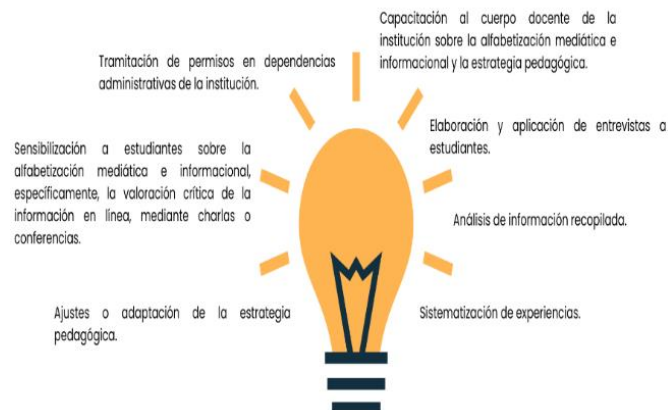 Capacitación al cuerpo docente de la
institución sobre la alfabetización mediática e
informacional y la estrategia pedagógica.
Tramitación de permisos en dependencias
administrativas de la institución.
Elaboración y aplicación de entrevistas a
estudiantes.
Sensibilización a estudiantes sobre la
alfabetización mediática e informacional,
específicamente, la valoración crítica de la
información en línea, mediante charlas o
conferencias.
Análisis de información recopilada.
Ajustes o adaptación de la estrategia
pedagógica.
Sistematización de experiencias.